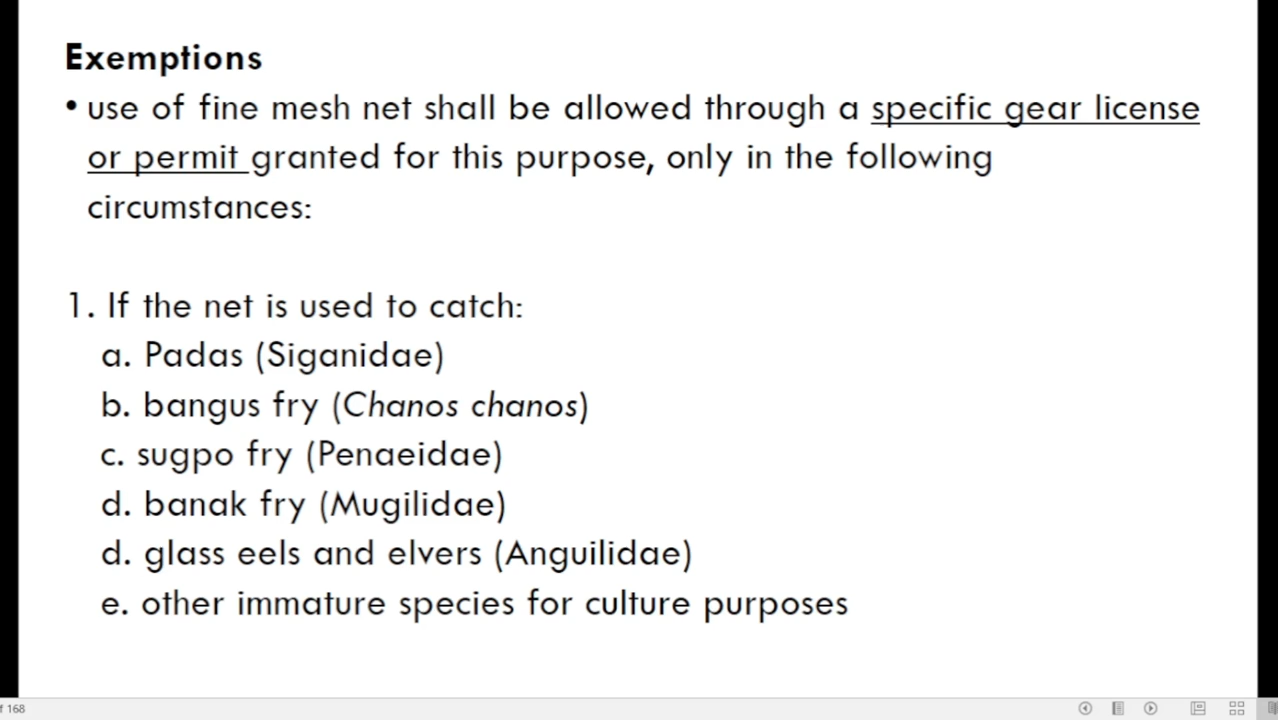 Exemptions
• use of fine mesh net shall be allowed through a specific gear license
or permit granted for this purpose, only in the following
circumstances:
1. If the net is used to catch:
a. Padas (Siganidae)
b. bangus fry (Chanos chanos)
c. sugpo fry (Penaeidae)
d. banak fry (Mugilidae)
d. glass eels and elvers (Anguilidae)
e. other immature species for culture purposes
f 168